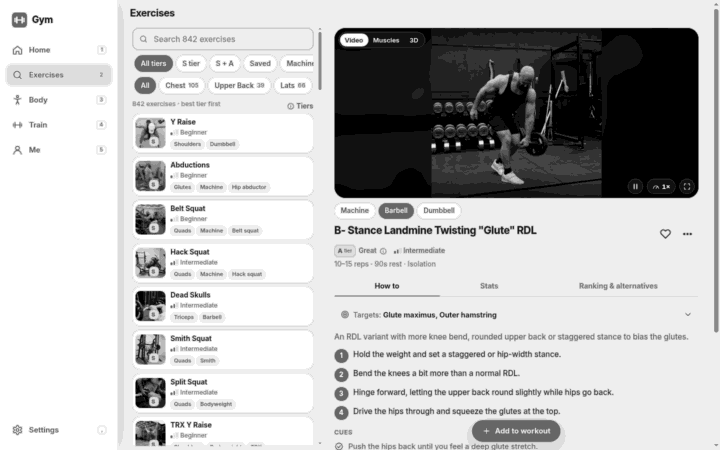 Gym
Home 1
Exercises 2
Body 3
Train 4
Me 5
Settings ,
Exercises
Search 842 exercises
All tiers S tier S + A Saved Machin
All Chest 105 Upper Back 39 Lats 66
842 exercises · best tier first Tiers
Y Raise
Beginner
Shoulders Dumbbell
Abductions
Beginner
Glutes Machine Hip abductor
Belt Squat
Beginner
Quads Machine Belt squat
Hack Squat
Intermediate
Quads Machine Hack squat
Dead Skulls
Intermediate
Triceps Barbell
Smith Squat
Intermediate
Quads Smith
Split Squat
Intermediate
Quads Bodyweight
TRX Y Raise
Beginner
Video Muscles 3D
1×
Machine Barbell Dumbbell
B- Stance Landmine Twisting "Glute" RDL
A tier Great Intermediate
10–15 reps · 90s rest · Isolation
How to Stats Ranking & alternatives
Targets: Glute maximus, Outer hamstring
An RDL variant with more knee bend, rounded upper back or staggered stance to bias the glutes.
1 Hold the weight and set a staggered or hip-width stance.
2 Bend the knees a bit more than a normal RDL.
3 Hinge forward, letting the upper back round slightly while hips go back.
4 Drive the hips through and squeeze the glutes at the top.
CUES
Push the hips back until you feel a deep glute stretch.
+ Add to workout